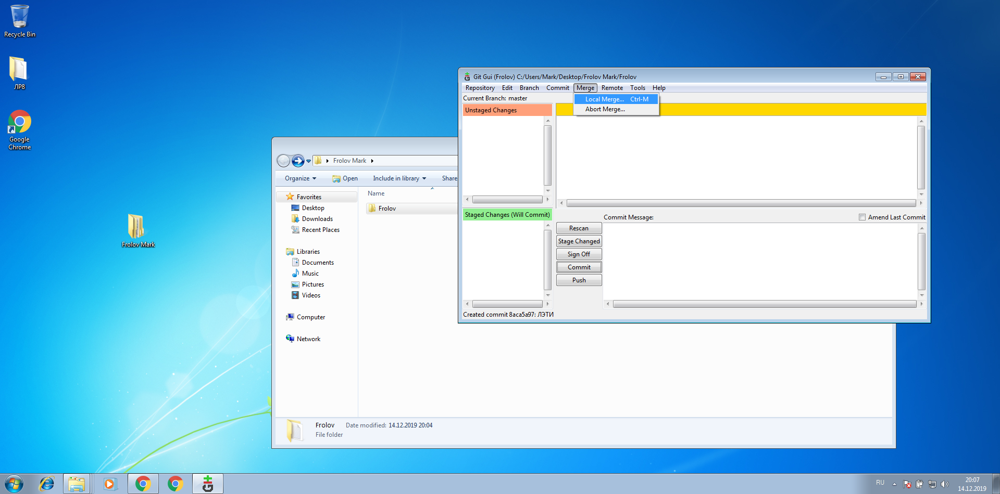 Recycle Bin
ЛР8
Google
Chrome
Frolov Mark
Frolov Mark
Organize
Open
Include in library
Share
Favorites
Desktop
Downloads
Recent Places
Libraries
Documents
Music
Pictures
Videos
Computer
Network
Name
Frolov
Frolov
Date modified: 14.12.2019 20:04
File folder
Git Gui (Frolov) C:/Users/Mark/Desktop/Frolov Mark/Frolov
Repository Edit Branch Commit Merge Remote Tools Help
Current Branch: master
Local Merge... Ctrl-M
Abort Merge...
Unstaged Changes
Staged Changes (Will Commit)
Commit Message:
Amend Last Commit
Rescan
Stage Changed
Sign Off
Commit
Push
Created commit 8aca5a97: ЛЭТИ
RU
20:07
14.12.2019